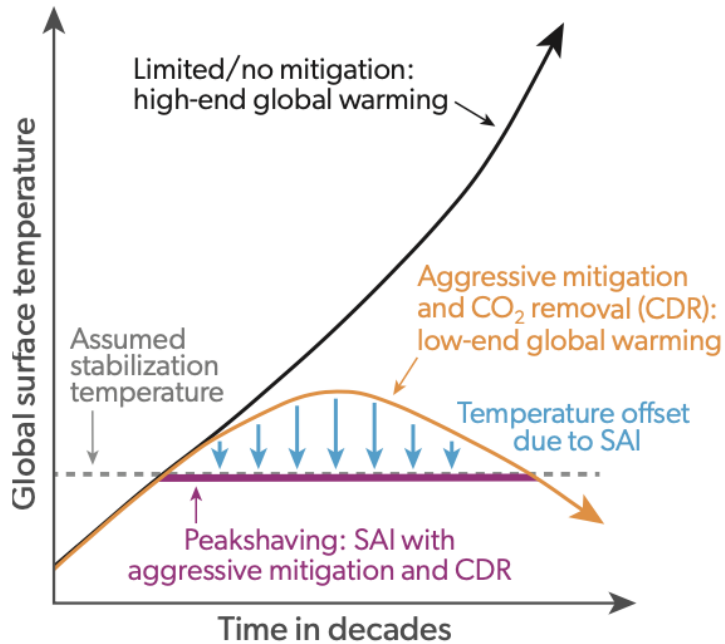 Limited/no mitigation:
high-end global warming
Aggressive mitigation
and CO₂ removal (CDR):
low-end global warming
Assumed
stabilization
temperature
Temperature offset
due to SAI
Peakshaving: SAI with
aggressive mitigation and CDR
Global surface temperature
Time in decades